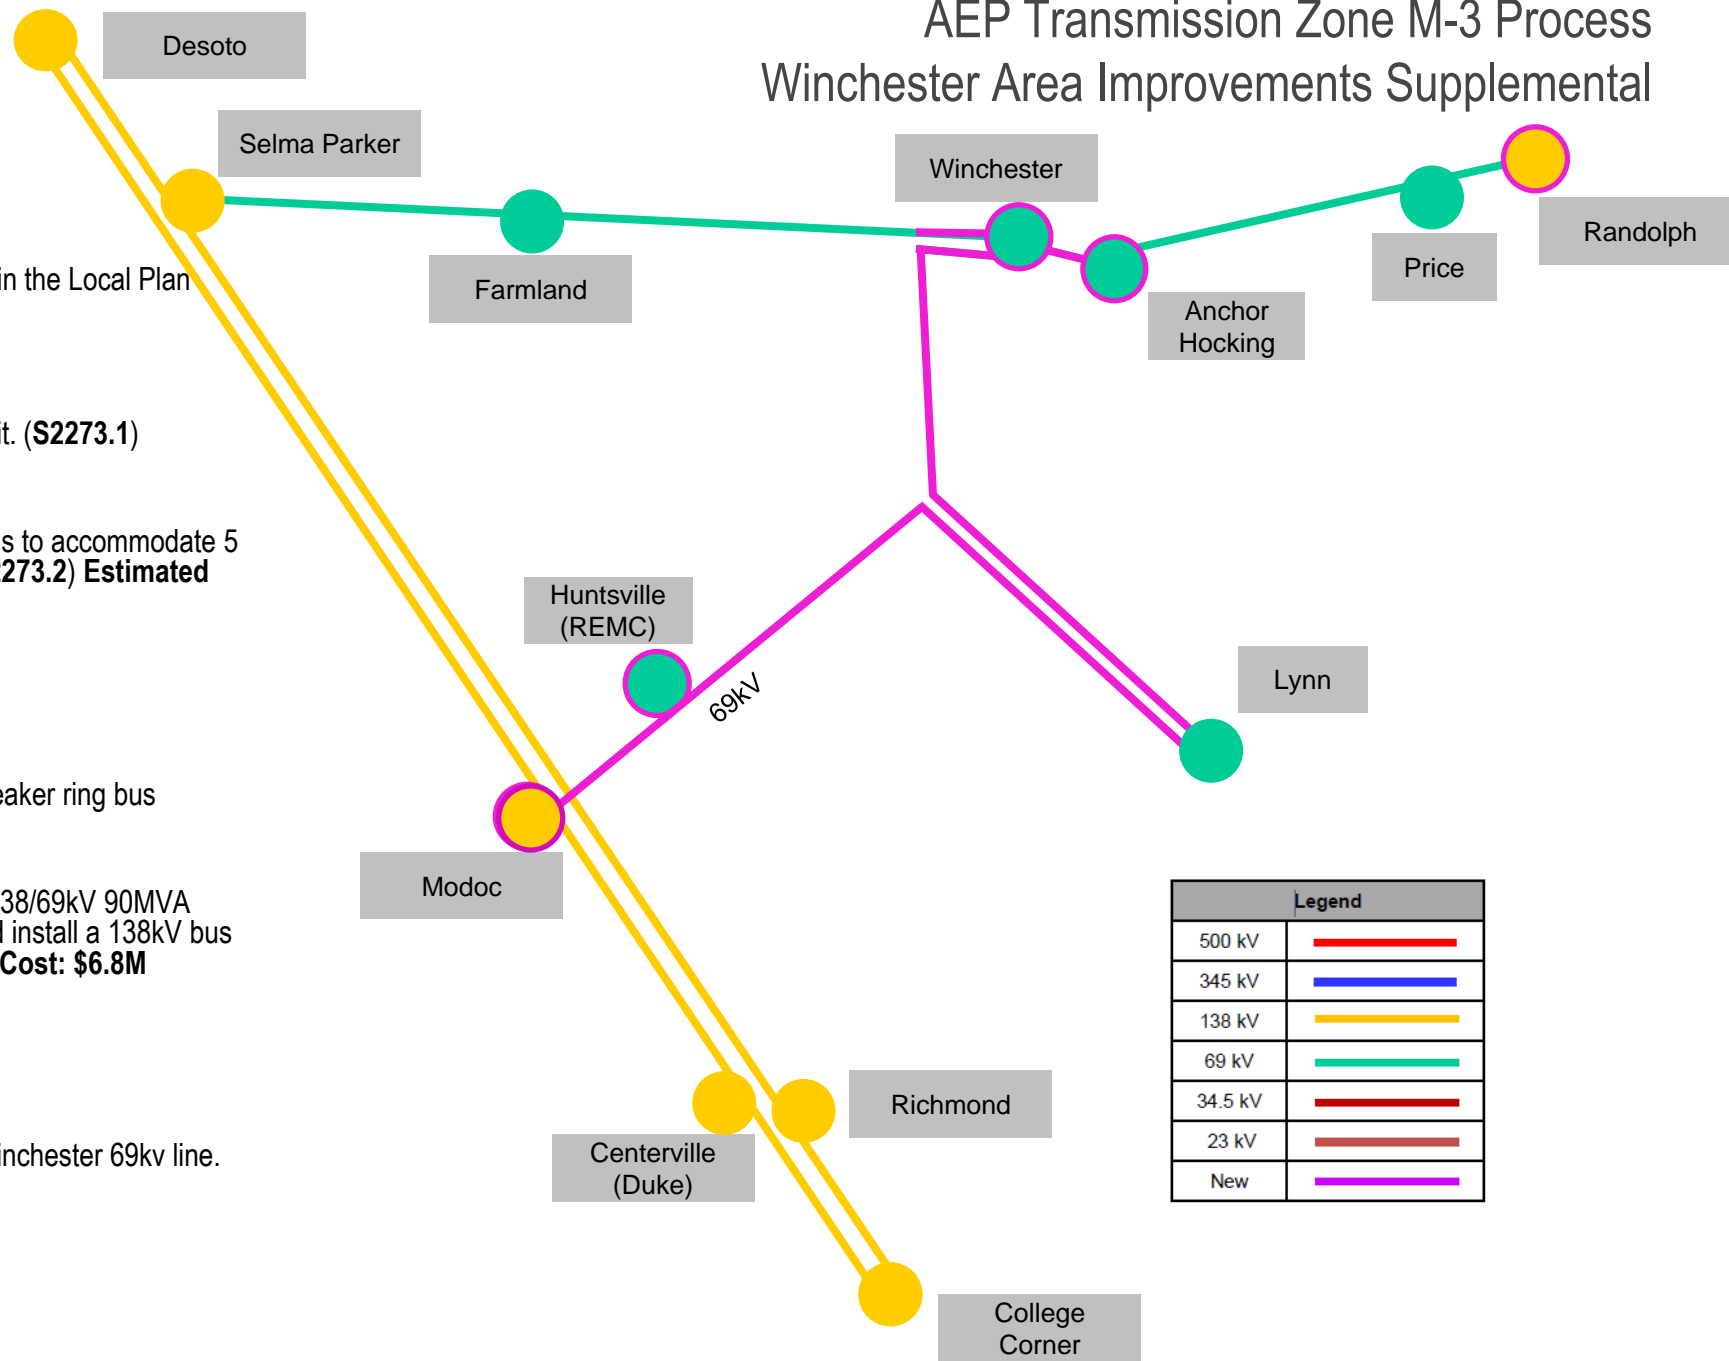 AEP Transmission Zone M-3 Process
Winchester Area Improvements Supplemental
Desoto
Selma Parker
Winchester
Randolph
Farmland
Price
Anchor
Hocking
in the Local Plan
it. (S2273.1)
s to accommodate 5
273.2) Estimated
Huntsville
(REMC)
69kV
Lynn
eaker ring bus
Modoc
38/69kV 90MVA
d install a 138kV bus
Cost: $6.8M
Legend
500 kV
345 kV
138 kV
69 kV
34.5 kV
23 kV
New
Richmond
Centerville
(Duke)
inchester 69kv line.
College
Corner